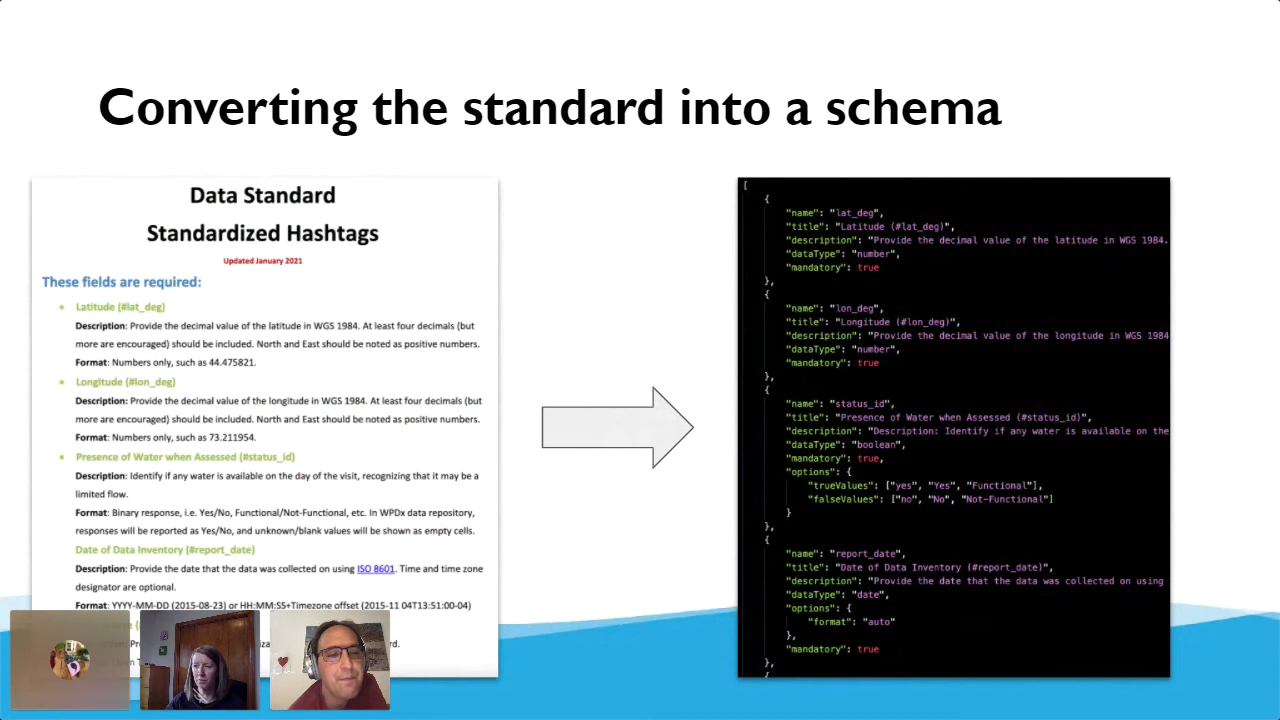 Converting the standard into a schema
Data Standard
Standardized Hashtags
Updated January 2021
These fields are required:
Latitude (#lat_deg)
Description: Provide the decimal value of the latitude in WGS 1984. At least four decimals (but
more are encouraged) should be included. North and East should be noted as positive numbers.
Format: Numbers only, such as 44.475821.
Longitude (#lon_deg)
Description: Provide the decimal value of the longitude in WGS 1984. At least four decimals (but
more are encouraged) should be included. North and East should be noted as positive numbers.
Format: Numbers only, such as 73.211954.
Presence of Water when Assessed (#status_id)
Description: Identify if any water is available on the day of the visit, recognizing that it may be a
limited flow.
Format: Binary response, i.e. Yes/No, Functional/Not-Functional, etc. In WPDx data repository,
responses will be reported as Yes/No, and unknown/blank values will be shown as empty cells.
Date of Data Inventory (#report_date)
Description: Provide the date that the data was collected on using ISO 8601. Time and time zone
designator are optional.
Format: YYYY-MM-DD (2015-08-23) or HH:MM:SS+Timezone offset (2015-11 04T13:51:00-04)
[
{
"name": "lat_deg",
"title": "Latitude (#lat_deg)",
"description": "Provide the decimal value of the latitude in WGS 1984.
"dataType": "number",
"mandatory": true
},
{
"name": "lon_deg",
"title": "Longitude (#lon_deg)",
"description": "Provide the decimal value of the longitude in WGS 1984
"dataType": "number",
"mandatory": true
},
{
"name": "status_id",
"title": "Presence of Water when Assessed (#status_id)",
"description": "Description: Identify if any water is available on the
"dataType": "boolean",
"mandatory": true,
"options": {
"trueValues": ["yes", "Yes", "Functional"],
"falseValues": ["no", "No", "Not-Functional"]
}
},
{
"name": "report_date",
"title": "Date of Data Inventory (#report_date)",
"description": "Provide the date that the data was collected on using
"dataType": "date",
"options": {
"format": "auto"
},
"mandatory": true
},
{